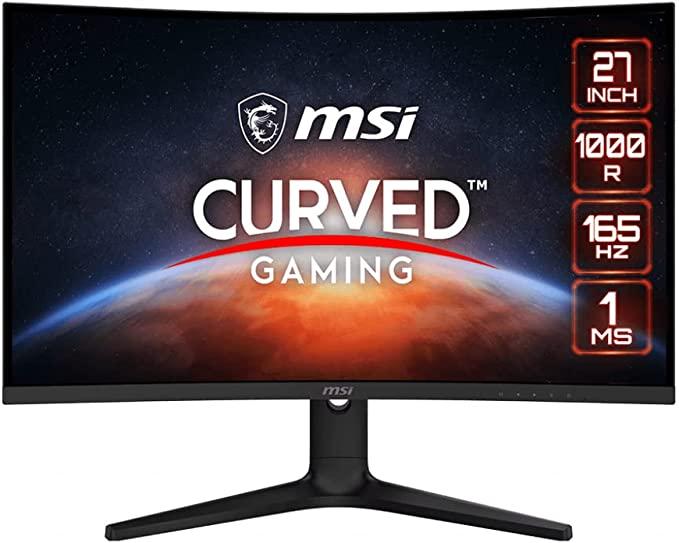 msi
CURVED™
GAMING
27
INCH
1000
R
165
HZ
1
MS
msi